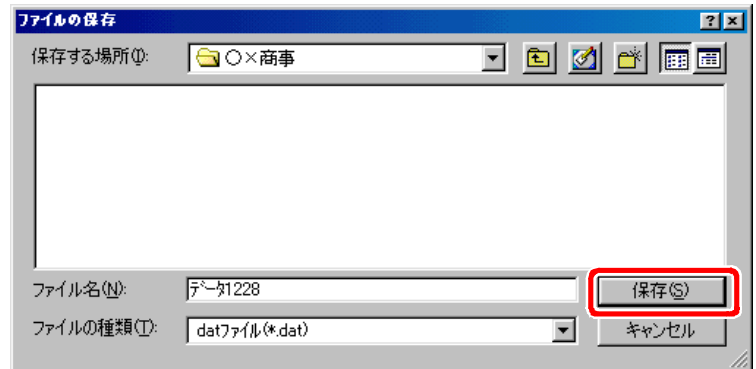 ファイルの保存
保存する場所(I):
○×商事
ファイル名(N):
データ1228
保存(S)
ファイルの種類(T):
datファイル(*.dat)
キャンセル